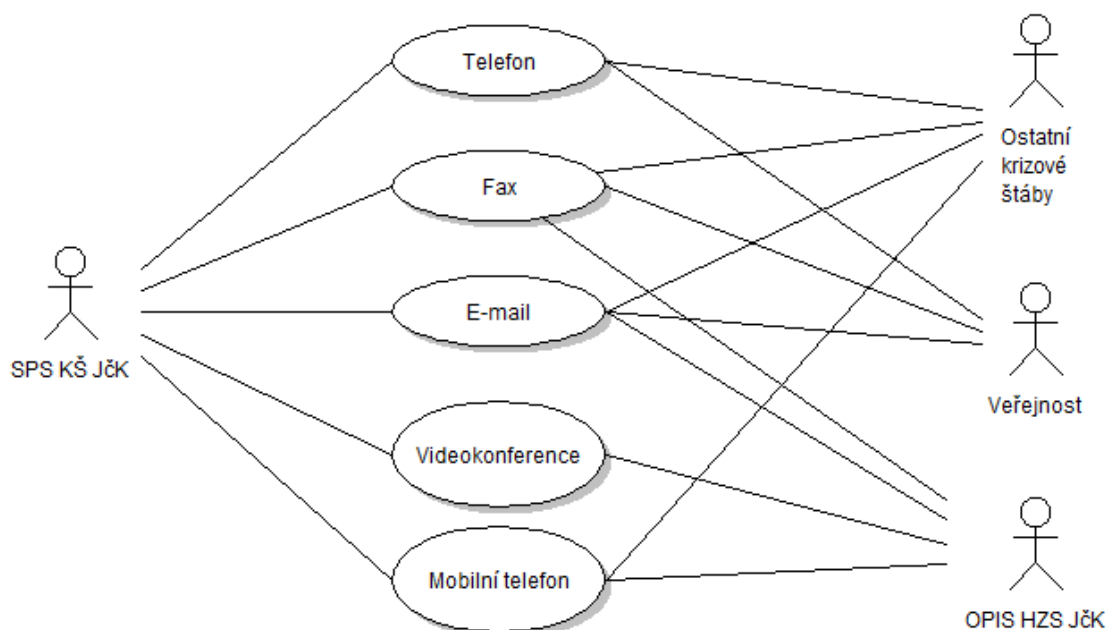 Telefon
Fax
E-mail
Videokonference
Mobilní telefon
SPS KŠ JčK
Ostatní
krizové
štáby
Veřejnost
OPIS HZS JčK